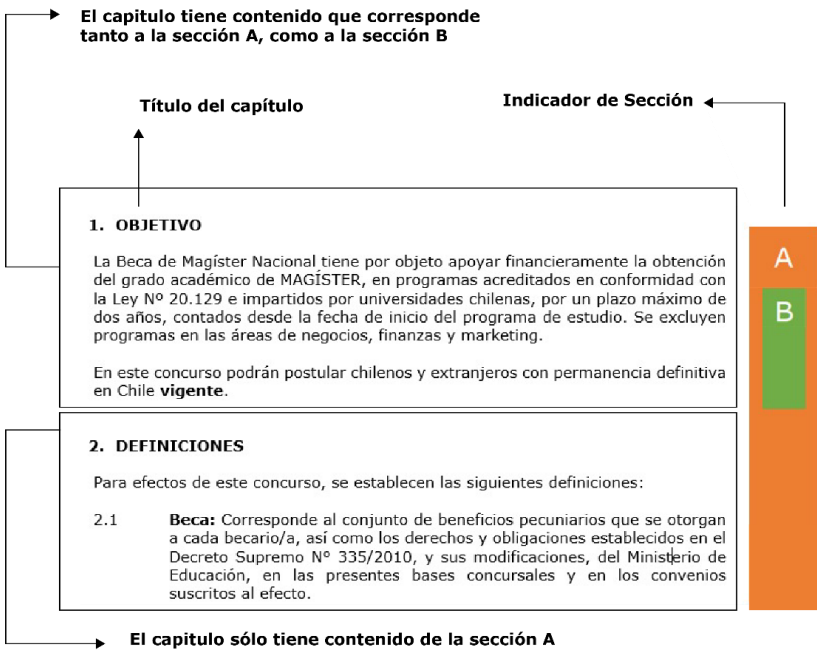 El capitulo tiene contenido que corresponde
tanto a la sección A, como a la sección B
Título del capítulo
Indicador de Sección
1. OBJETIVO
La Beca de Magíster Nacional tiene por objeto apoyar financieramente la obtención
del grado académico de MAGÍSTER, en programas acreditados en conformidad con
la Ley Nº 20.129 e impartidos por universidades chilenas, por un plazo máximo de
dos años, contados desde la fecha de inicio del programa de estudio. Se excluyen
programas en las áreas de negocios, finanzas y marketing.
En este concurso podrán postular chilenos y extranjeros con permanencia definitiva
en Chile vigente.
A
B
2. DEFINICIONES
Para efectos de este concurso, se establecen las siguientes definiciones:
2.1 Beca: Corresponde al conjunto de beneficios pecuniarios que se otorgan
a cada becario/a, así como los derechos y obligaciones establecidos en el
Decreto Supremo Nº 335/2010, y sus modificaciones, del Ministerio de
Educación, en las presentes bases concursales y en los convenios
suscritos al efecto.
El capitulo sólo tiene contenido de la sección A